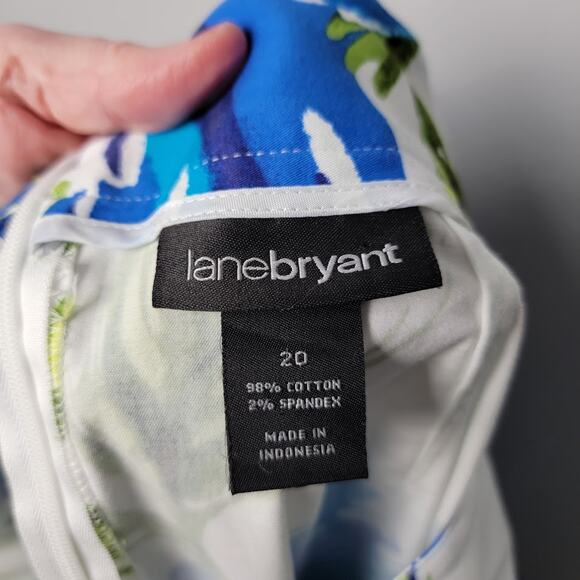 lanebryant
20
98% COTTON
2% SPANDEX
MADE IN
INDONESIA